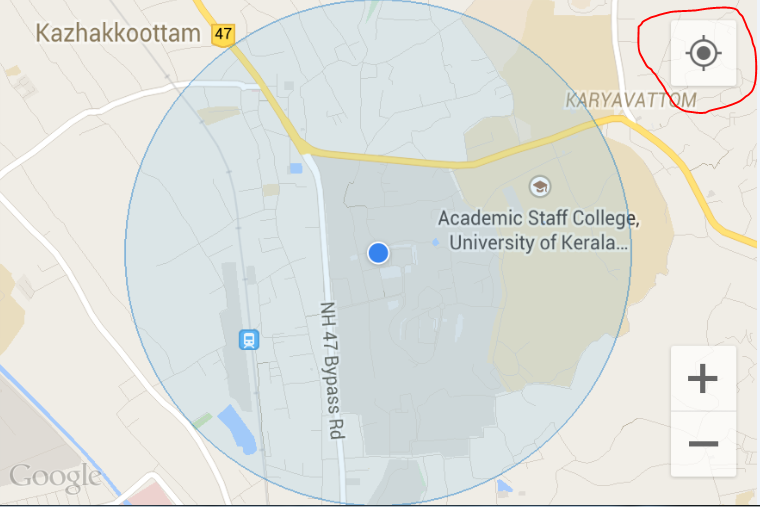 Kazhakkoottam
47
KARYAVATTOM
Academic Staff College,
University of Kerala...
NH 47 Bypass Rd
Google